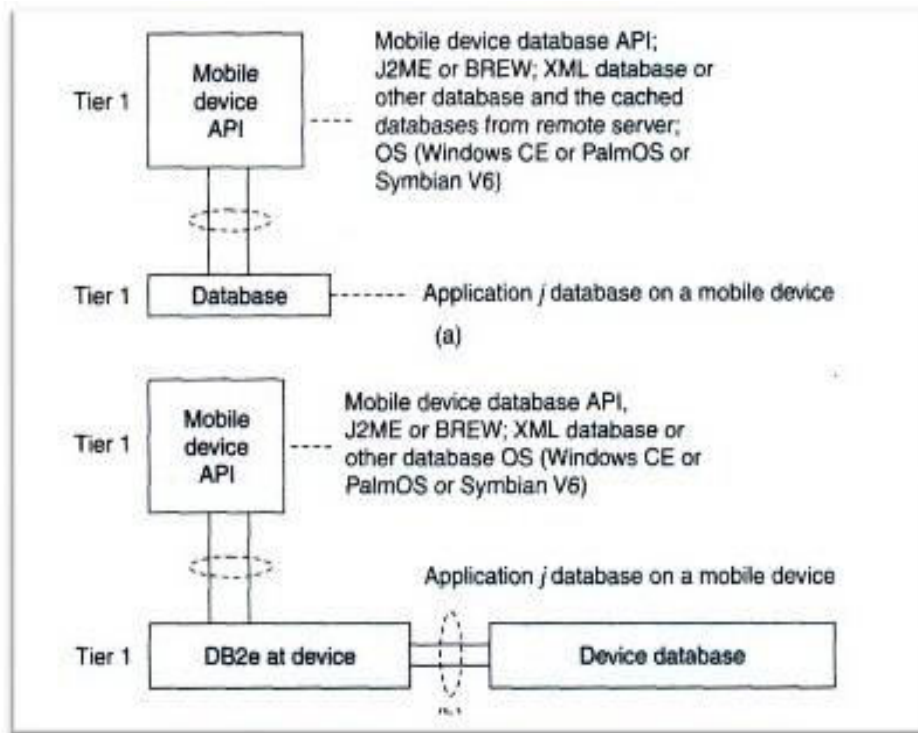 Mobile
device
API
Tier 1
Mobile device database API;
J2ME or BREW; XML database or
other database and the cached
databases from remote server;
OS (Windows CE or PalmOS or
Symbian V6)
Tier 1
Database
Application j database on a mobile device
(a)
Mobile
device
API
Tier 1
Mobile device database API,
J2ME or BREW; XML database or
other database OS (Windows CE or
PalmOS or Symbian V6)
Application j database on a mobile device
Tier 1
DB2e at device
Device database